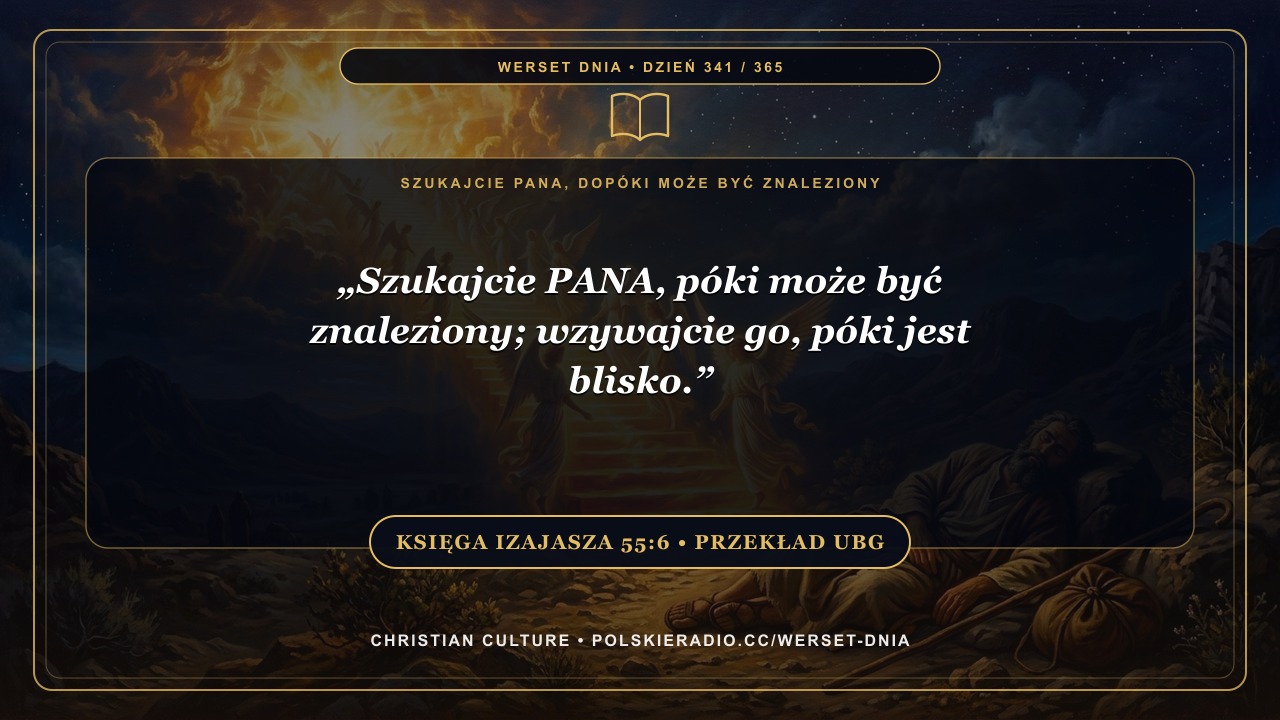 WERSET DNIA • DZIEŃ 341 / 365
SZUKAJCIE PANA, DOPÓKI MOŻE BYĆ ZNALEZIONY
„Szukajcie PANA, póki może być
znaleziony; wzywajcie go, póki jest
blisko.”
KSIĘGA IZAJASZA 55:6 • PRZEKŁAD UBG
CHRISTIAN CULTURE • POLSKIERADIO.CC/WERSET-DNIA